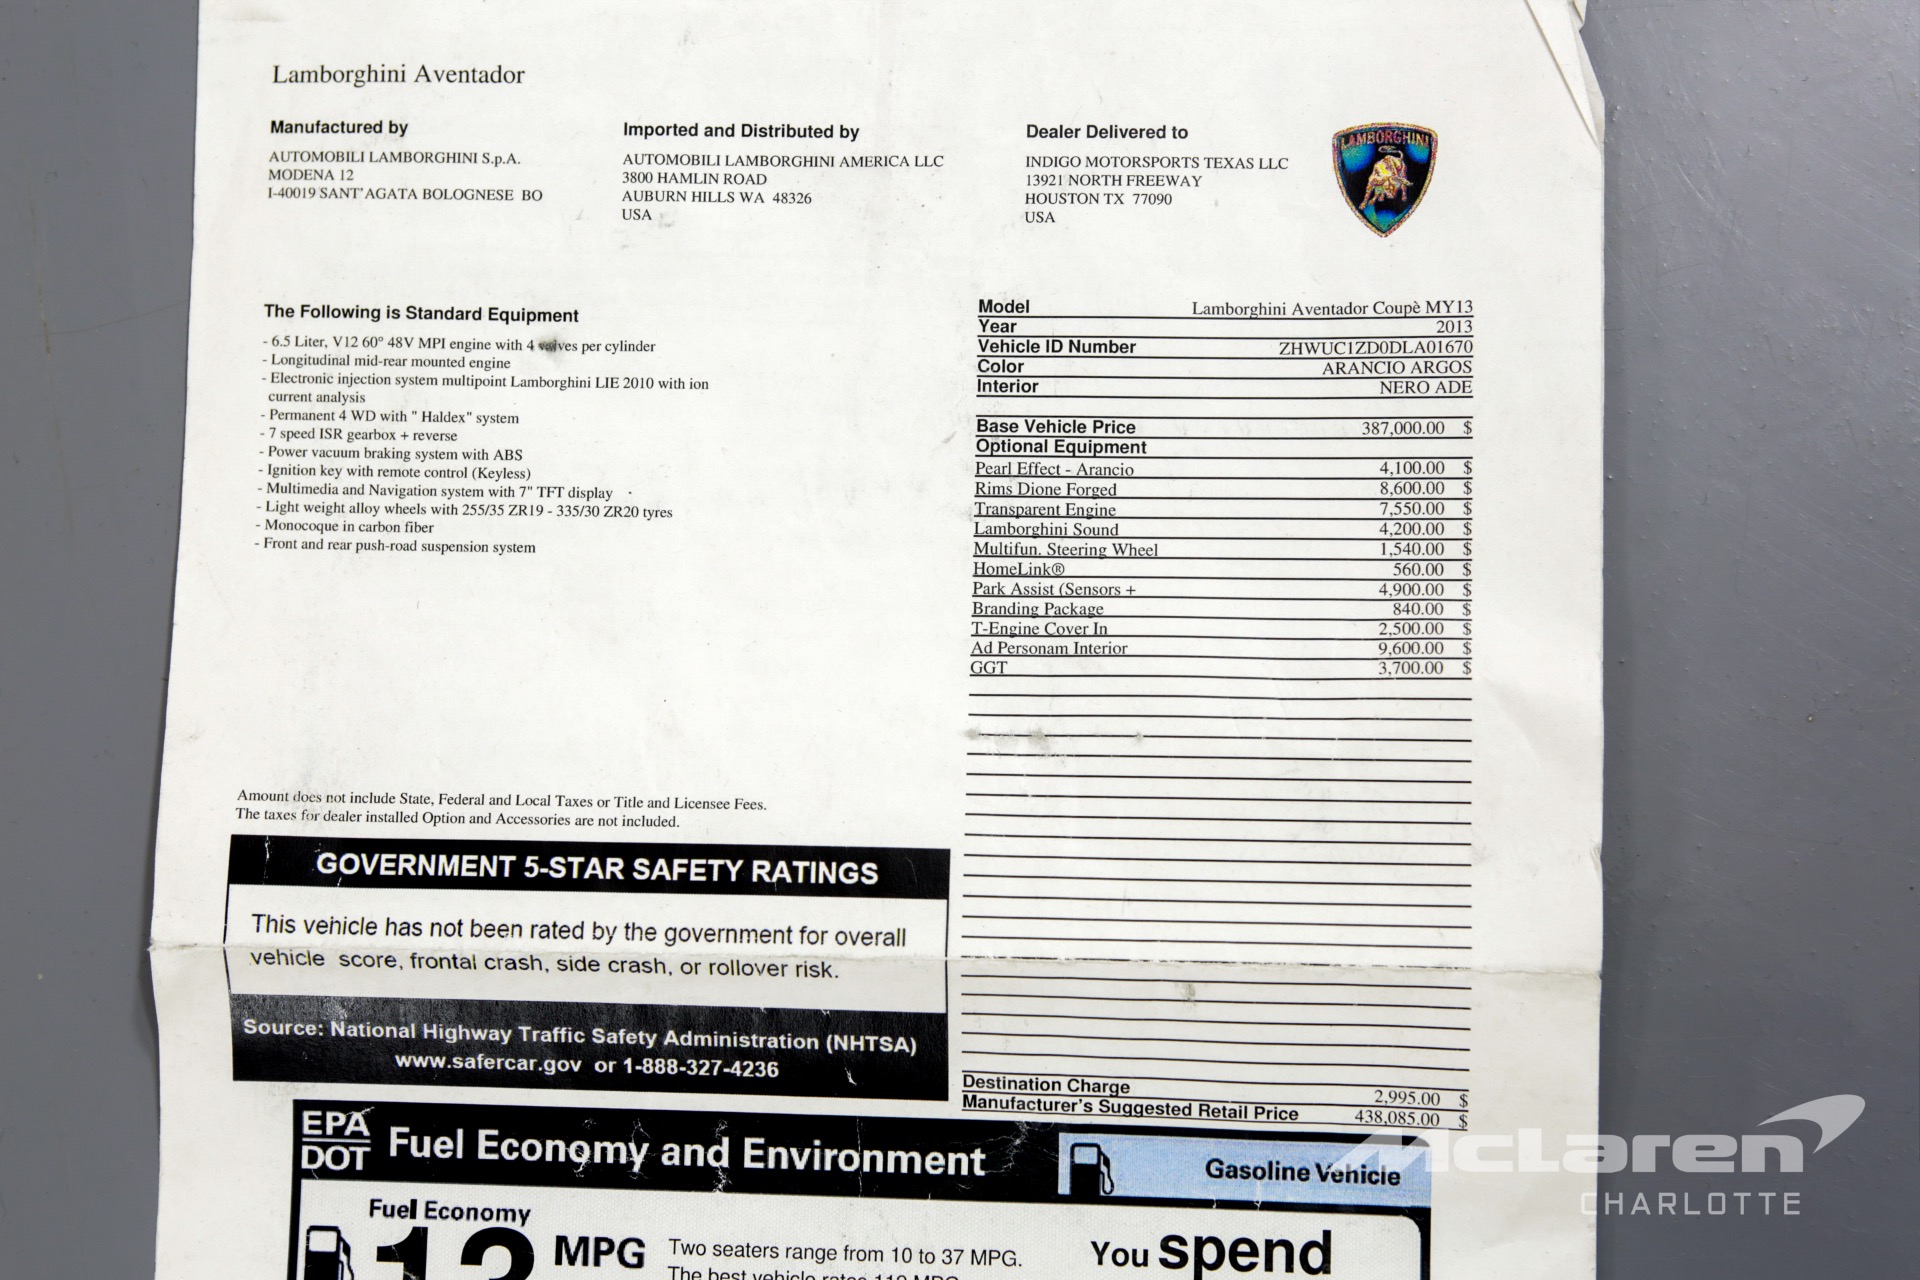 Lamborghini Aventador
Manufactured by
AUTOMOBILI LAMBORGHINI S.p.A.
MODENA 12
I-40019 SANT'AGATA BOLOGNESE BO
Imported and Distributed by
AUTOMOBILI LAMBORGHINI AMERICA LLC
3800 HAMLIN ROAD
AUBURN HILLS WA 48326
USA
Dealer Delivered to
INDIGO MOTORSPORTS TEXAS LLC
13921 NORTH FREEWAY
HOUSTON TX 77090
USA
LAMBORGHINI
The Following is Standard Equipment
- 6.5 Liter, V12 60° 48V MPI engine with 4 valves per cylinder
- Longitudinal mid-rear mounted engine
- Electronic injection system multipoint Lamborghini LIE 2010 with ion
current analysis
- Permanent 4 WD with " Haldex" system
- 7 speed ISR gearbox + reverse
- Power vacuum braking system with ABS
- Ignition key with remote control (Keyless)
- Multimedia and Navigation system with 7" TFT display
- Light weight alloy wheels with 255/35 ZR19 - 335/30 ZR20 tyres
- Monocoque in carbon fiber
- Front and rear push-road suspension system
Model Lamborghini Aventador Coupè MY13
Year 2013
Vehicle ID Number ZHWUC1ZD0DLA01670
Color ARANCIO ARGOS
Interior NERO ADE
Base Vehicle Price 387,000.00 $
Optional Equipment
Pearl Effect - Arancio 4,100.00 $
Rims Dione Forged 8,600.00 $
Transparent Engine 7,550.00 $
Lamborghini Sound 4,200.00 $
Multifun. Steering Wheel 1,540.00 $
HomeLink® 560.00 $
Park Assist (Sensors + 4,900.00 $
Branding Package 840.00 $
T-Engine Cover In 2,500.00 $
Ad Personam Interior 9,600.00 $
GGT 3,700.00 $
Amount does not include State, Federal and Local Taxes or Title and Licensee Fees.
The taxes for dealer installed Option and Accessories are not included.
GOVERNMENT 5-STAR SAFETY RATINGS
This vehicle has not been rated by the government for overall
vehicle score, frontal crash, side crash, or rollover risk.
Source: National Highway Traffic Safety Administration (NHTSA)
www.safercar.gov or 1-888-327-4236
Destination Charge 2,995.00 $
Manufacturer's Suggested Retail Price 438,085.00 $
EPA
DOT
Fuel Economy and Environment
Gasoline Vehicle
Fuel Economy
MPG
Two seaters range from 10 to 37 MPG.
The best vehicle rates
You spend
McLaren
CHARLOTTE